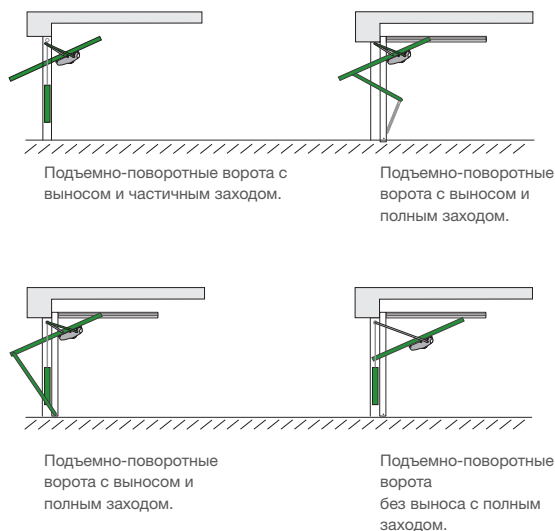 Подъемно-поворотные ворота с
выносом и частичным заходом.
Подъемно-поворотные
ворота с выносом и
полным заходом.
Подъемно-поворотные
ворота с выносом и
полным заходом.
Подъемно-поворотные
ворота
без выноса с полным
заходом.